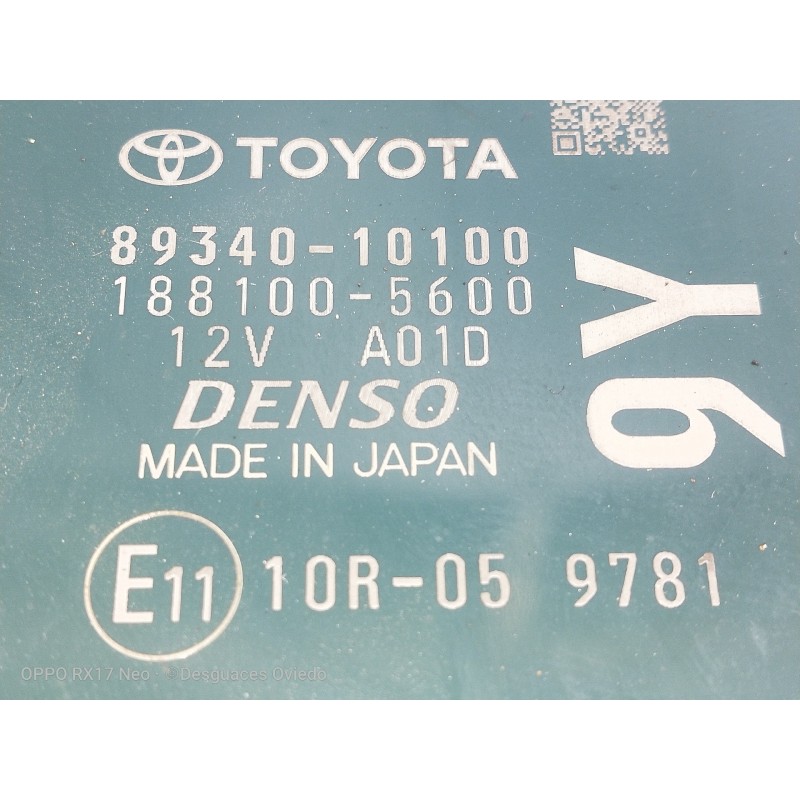 TOYOTA
89340-10100
188100-5600
12V A01D
DENSO
MADE IN JAPAN
E11 10R-05 9781
9Y
OPPO RX17 Neo ©Desguaces Oviedo